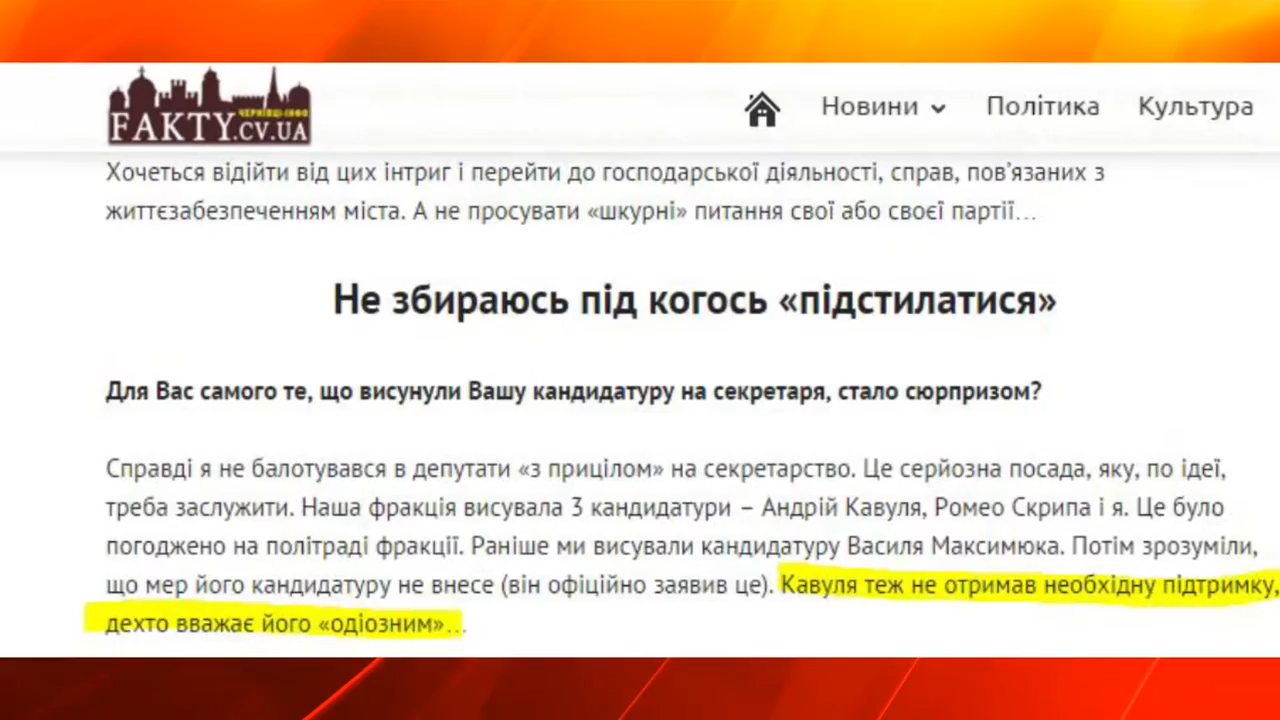 ЧЕРНІВЦІ-ІНФО
FAKTY.CV.UA
Новини
Політика
Культура
Хочеться відійти від цих інтриг і перейти до господарської діяльності, справ, пов'язаних з
життєзабезпеченням міста. А не просувати «шкурні» питання свої або своєї партії...
Не збираюсь під когось «підстилатися»
Для Вас самого те, що висунули Вашу кандидатуру на секретаря, стало сюрпризом?
Справді я не балотувався в депутати «з прицілом» на секретарство. Це серйозна посада, яку, по ідеї,
треба заслужити. Наша фракція висувала 3 кандидатури – Андрій Кавуля, Ромео Скрипа і я. Це було
погоджено на політраді фракції. Раніше ми висували кандидатуру Василя Максимюка. Потім зрозуміли,
що мер його кандидатуру не внесе (він офіційно заявив це). Кавуля теж не отримав необхідну підтримку,
дехто вважає його «одіозним»...